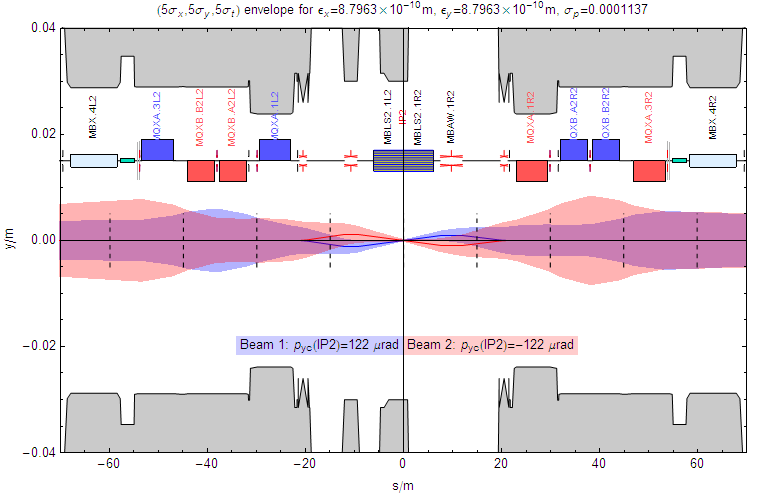 (5σx,5σy,5σt) envelope for ϵx=8.7963×10⁻¹⁰m, ϵy=8.7963×10⁻¹⁰m, σp=0.0001137
0.04
0.02
0.00
−0.02
−0.04
y/m
MBX.4L2
MQXA.3L2
MQXB.B2L2
MQXB.A2L2
MQXA.1L2
MBLS2.1L2
IP2
MBLS2.1R2
MBAW.1R2
MQXA.1R2
QXB.A2R2
QXB.B2R2
MQXA.3R2
MBX.4R2
Beam 1: pyc(IP2)=122 μrad
Beam 2: pyc(IP2)=−122 μrad
−60
−40
−20
0
20
40
60
s/m